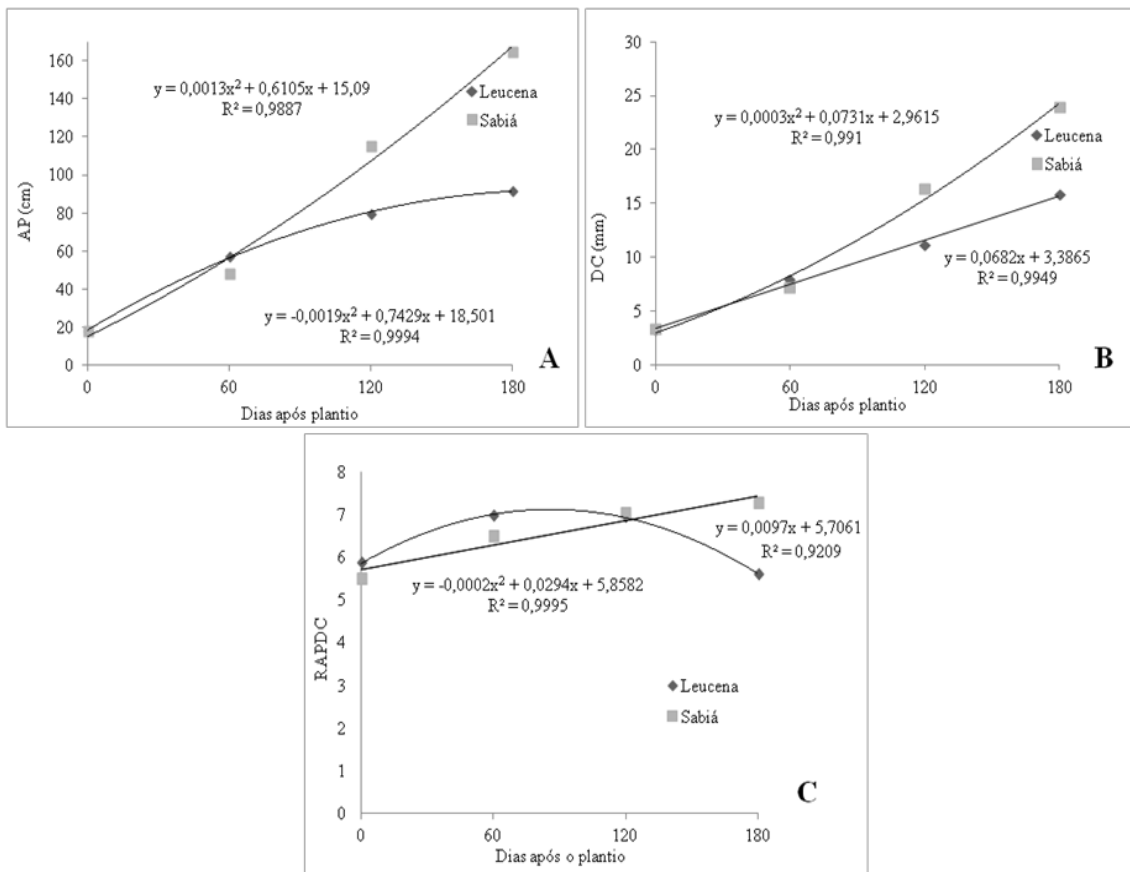 160
140
120
100
80
60
40
20
0
AP (cm)
y = 0,0013x² + 0,6105x + 15,09
R² = 0,9887
Leucena
Sabiá
y = -0,0019x² + 0,7429x + 18,501
R² = 0,9994
A
0 60 120 180
Dias após plantio
30
25
20
15
10
5
0
DC (mm)
y = 0,0003x² + 0,0731x + 2,9615
R² = 0,991
Leucena
Sabiá
y = 0,0682x + 3,3865
R² = 0,9949
B
0 60 120 180
Dias após plantio
8
7
6
5
4
3
2
1
0
RAPDC
y = 0,0097x + 5,7061
R² = 0,9209
y = -0,0002x² + 0,0294x + 5,8582
R² = 0,9995
Leucena
Sabiá
C
0 60 120 180
Dias após o plantio